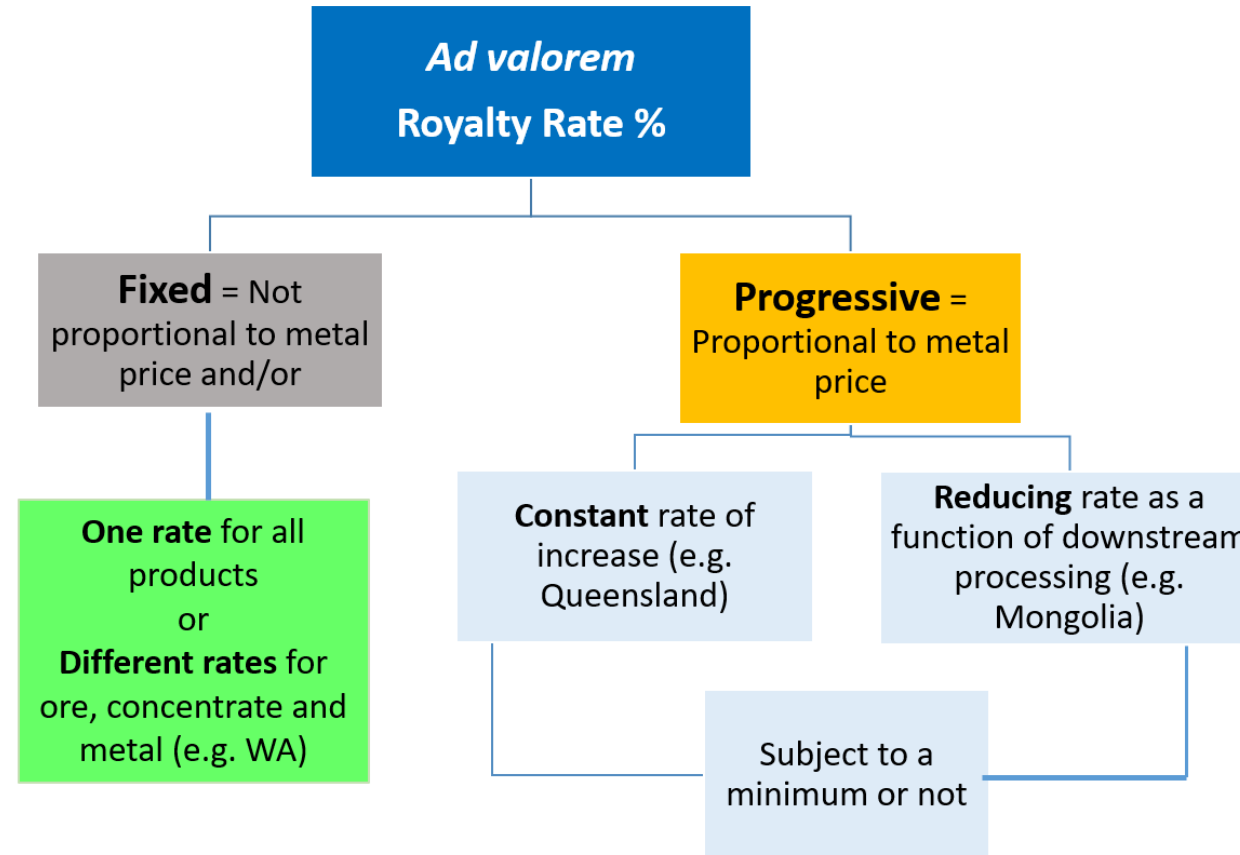 Ad valorem
Royalty Rate %
Fixed = Not
proportional to metal
price and/or
Progressive =
Proportional to metal
price
One rate for all
products
or
Different rates for
ore, concentrate and
metal (e.g. WA)
Constant rate of
increase (e.g.
Queensland)
Reducing rate as a
function of downstream
processing (e.g.
Mongolia)
Subject to a
minimum or not